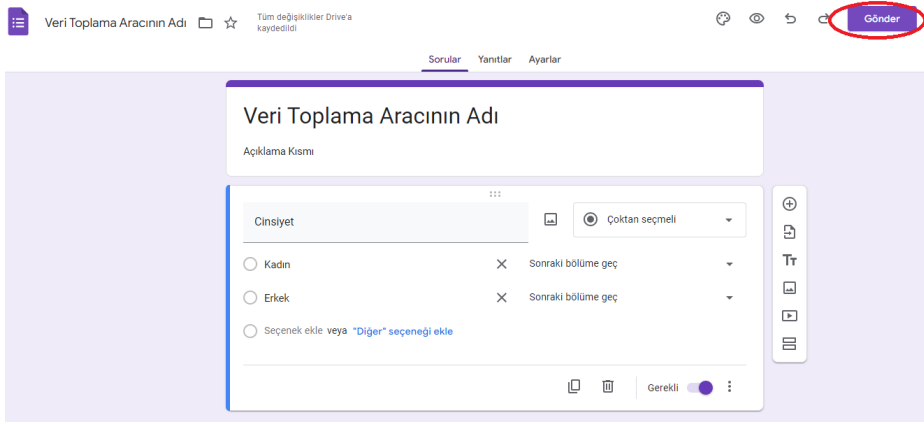 Veri Toplama Aracının Adı
Tüm değişiklikler Drive'a
kaydedildi
Gönder
Sorular Yanıtlar Ayarlar
Veri Toplama Aracının Adı
Açıklama Kısmı
Cinsiyet
Çoktan seçmeli
Kadın
Sonraki bölüme geç
Erkek
Sonraki bölüme geç
Seçenek ekle veya "Diğer" seçeneği ekle
Gerekli
Tт